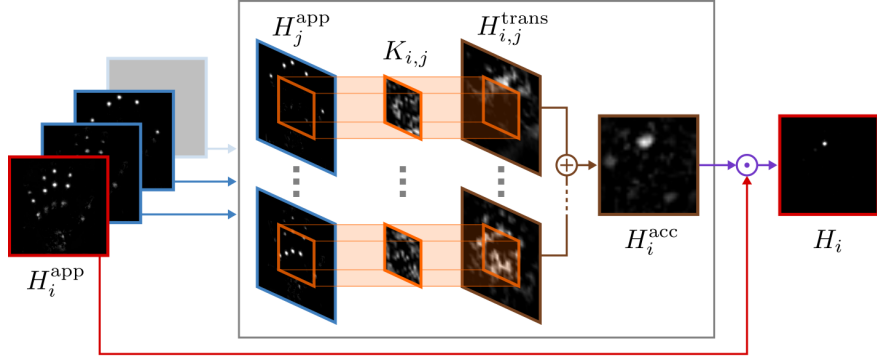 H_j^app
K_{i,j}
H_{i,j}^trans
H_i^app
H_i^acc
H_i